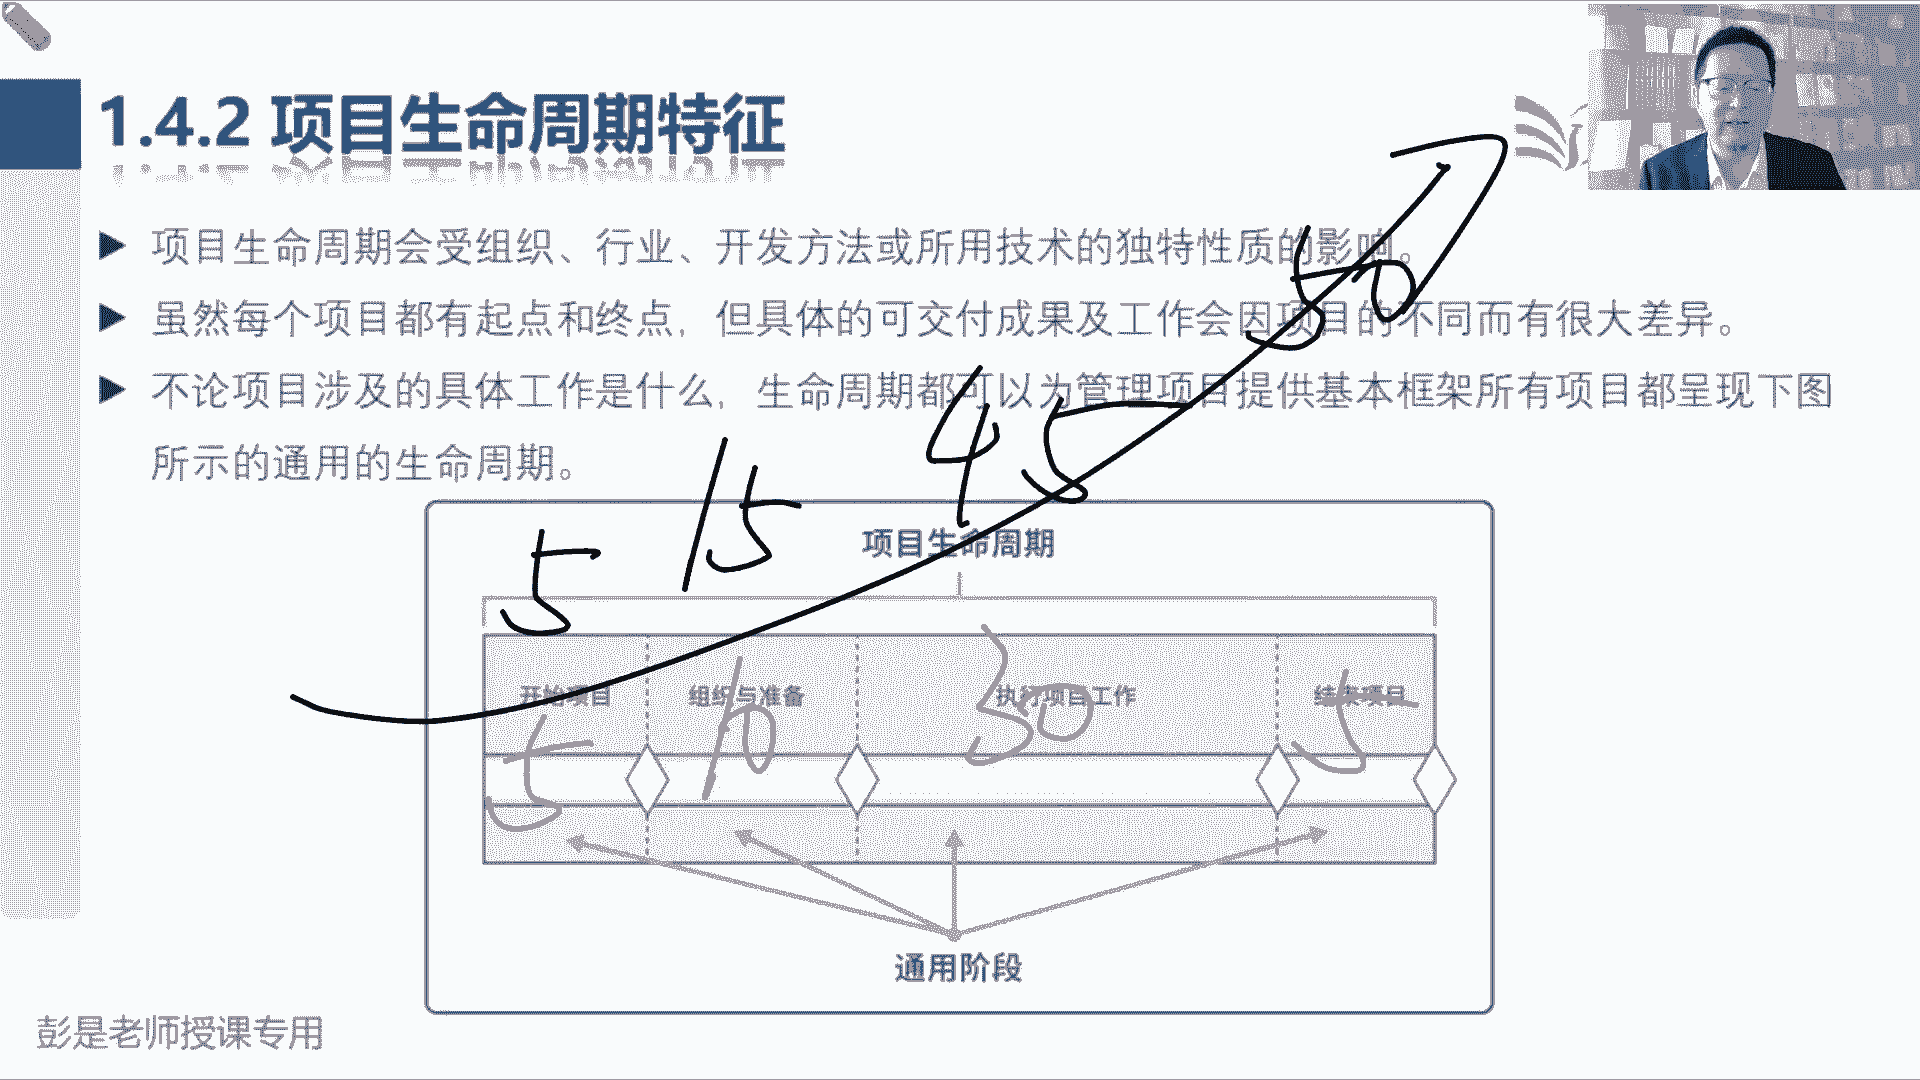 1.4.2 项目生命周期特征
项目生命周期会受组织、行业、开发方法或所用技术的独特性质的影响。
虽然每个项目都有起点和终点，但具体的可交付成果及工作会因项目的不同而有很大差异。
不论项目涉及的具体工作是什么，生命周期都可以为管理项目提供基本框架所有项目都呈现下图
所示的通用的生命周期。
5 15 45 50
项目生命周期
开始项目 组织与准备 执行项目工作 结束项目
5 10 30 5
通用阶段
彭是老师授课专用